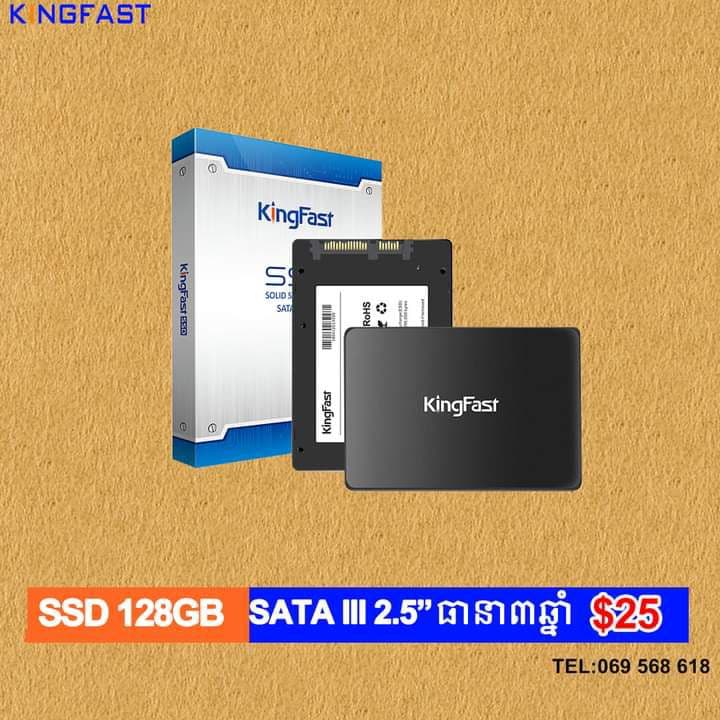 KINGFAST
KingFast
SOLID S
SATA
KingFast SSD
RoHS
KingFast
KingFast
SSD 128GB SATA III 2.5” ធានា៣ឆ្នាំ $25
TEL:069 568 618